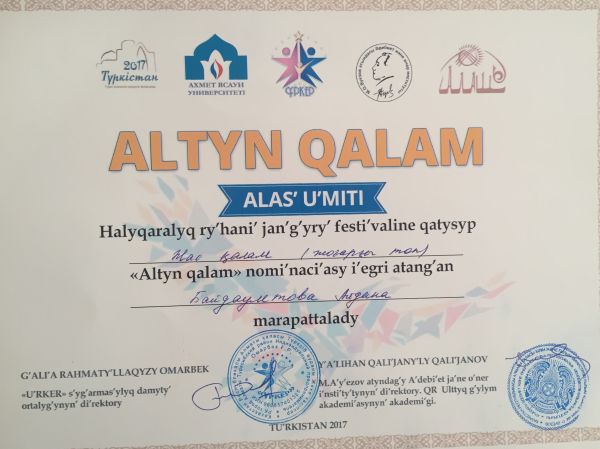 2017
Түркістан
АХМЕТ ЯСАУИ
УНИВЕРСИТЕТІ
ҮРКЕР
ALTYN QALAM
ALAS' U'MITI
Halyqaralyq ry'hani' jan'g'yry' festi'valine qatysyp
Жас қалам (жоғарғы топ)
«Altyn qalam» nomi'naci'asy i'egri atang'an
Байдаулетова Айдана
marapattalady
G'ALI'A RAHMATY'LLAQYZY OMARBEK
«U'RKER» s'yg'armas'ylyq damyty'
ortalyg'ynyn' di'rektory
Y'A'LIHAN QALI'JANY'LY QALI'JANOV
M.A'y'ezov atyndag'y A'debi'et ja'ne o'ner
i'nsti'ty'tynyn' di'rektory. QR Ulttyq g'ylym
akademi'asynyn' akademi'gi.
TU'RKISTAN 2017